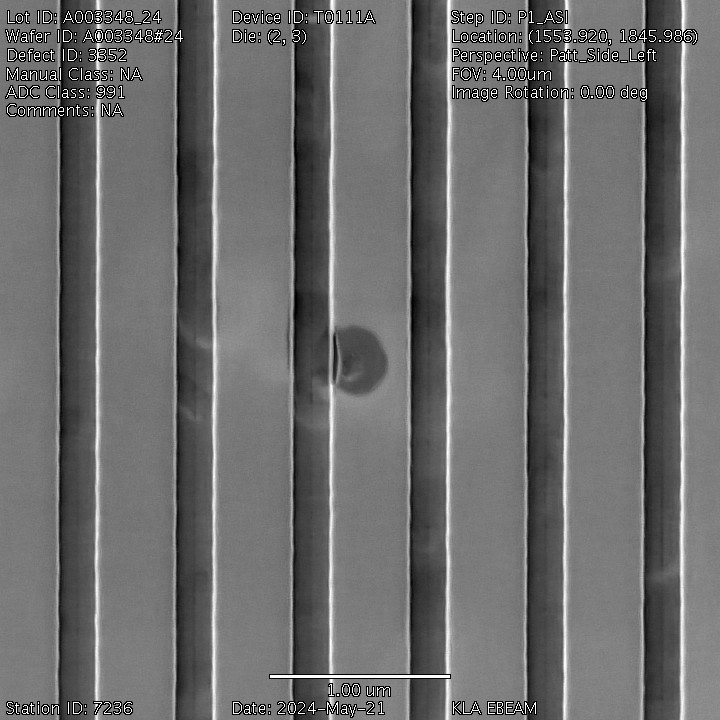 Lot ID: A003348_24
Wafer ID: A003348#24
Defect ID: 3352
Manual Class: NA
ADC Class: 991
Comments: NA
Device ID: T0111A
Die: (2, 3)
Step ID: P1_ASI
Location: (1553.920, 1845.986)
Perspective: Patt_Side_Left
FOV: 4.00um
Image Rotation: 0.00 deg
1.00 um
Station ID: 7236
Date: 2024-May-21
KLA EBEAM